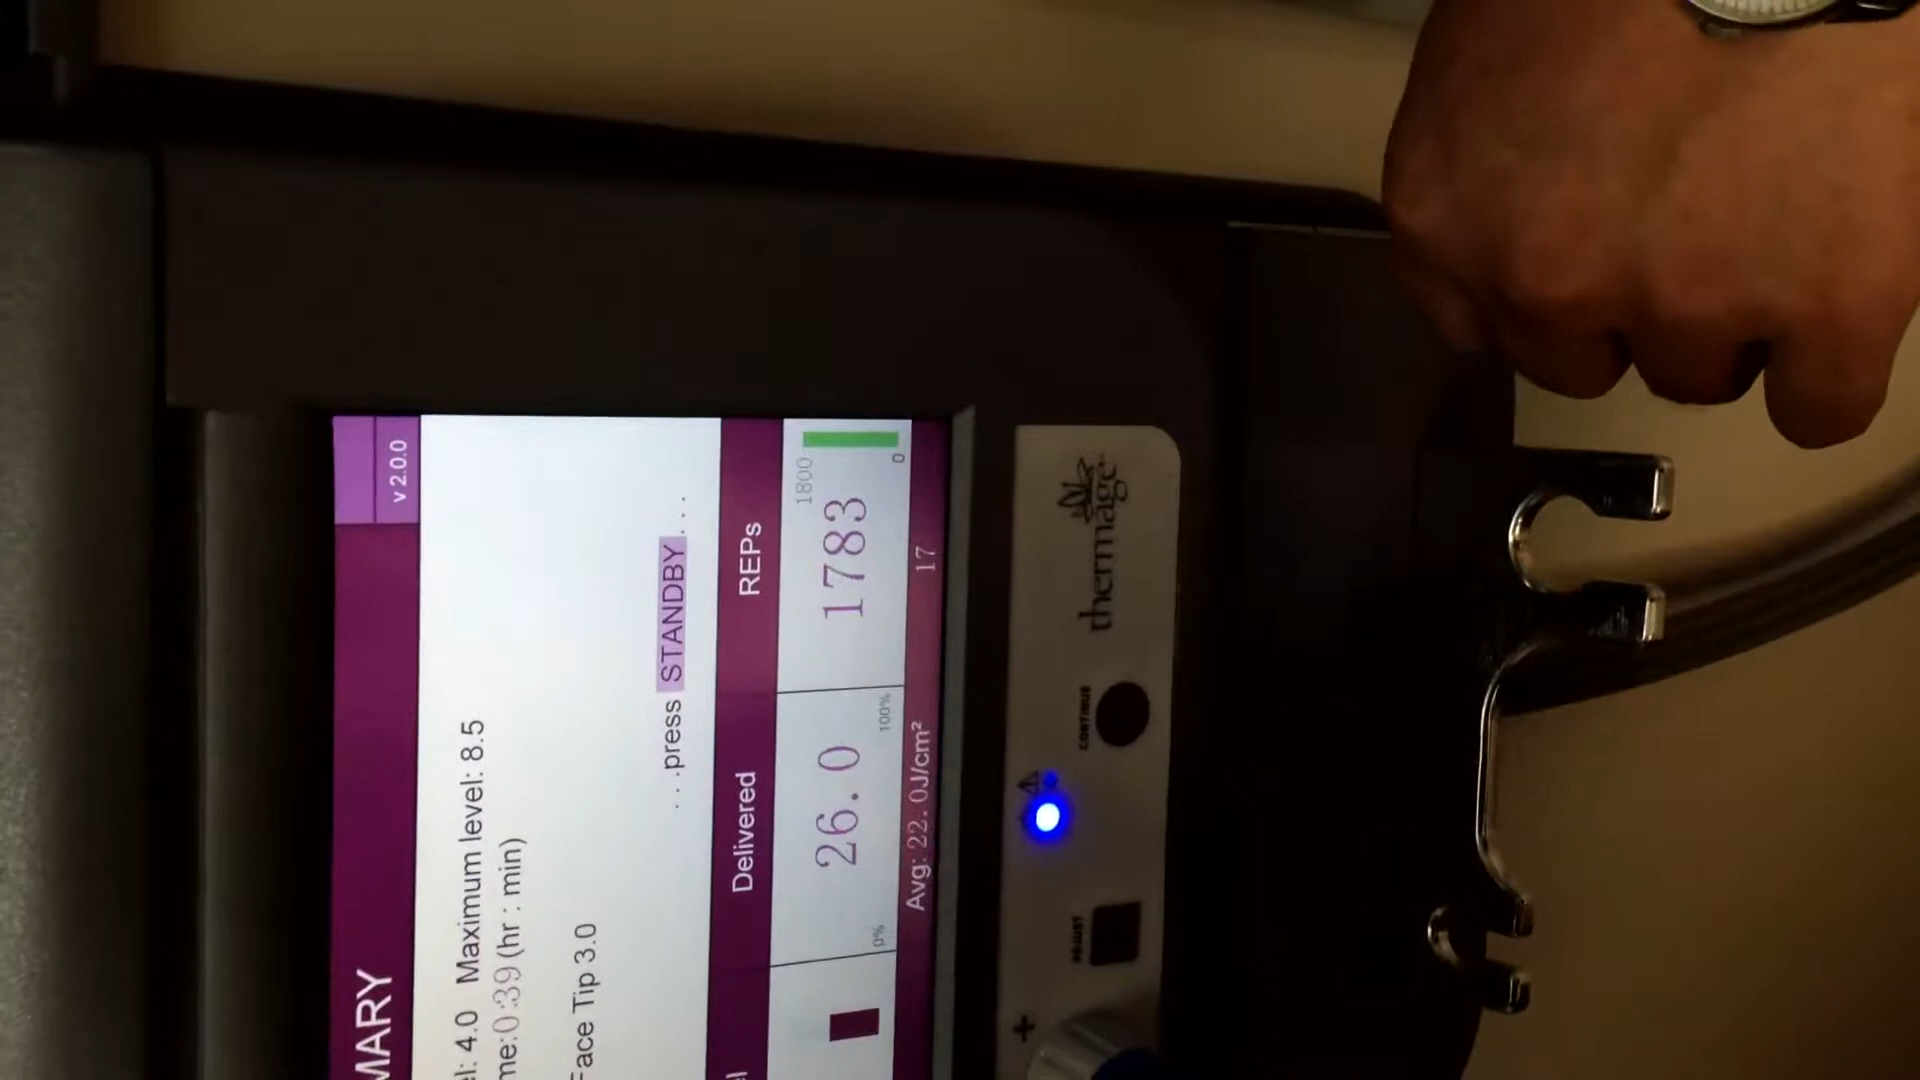 v 2.0.0
MARY
el: 4.0 Maximum level: 8.5
me:0:39(hr : min)
Face Tip 3.0
...press STANDBY...
el Delivered REPs
0% 26.0 100% 1783 1800 0
Avg:22.0J/cm² 17
thermage
CONTINUE
ADJUST
+